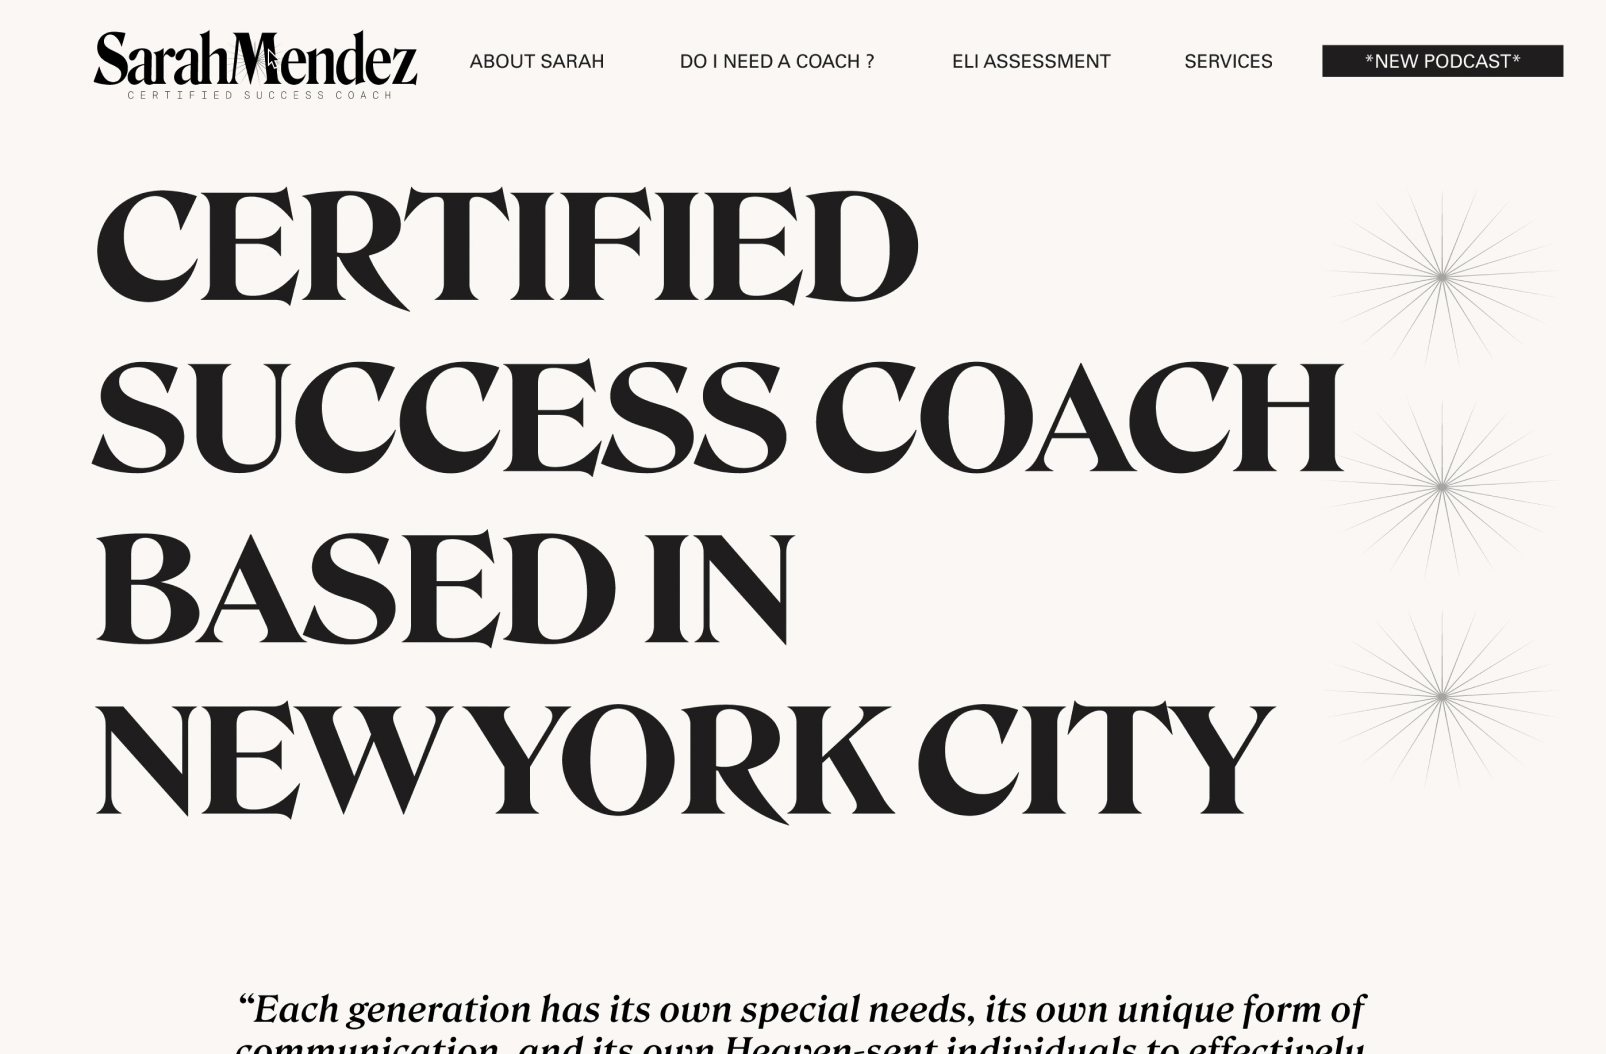 SarahMendez
CERTIFIED SUCCESS COACH
ABOUT SARAH
DO I NEED A COACH ?
ELI ASSESSMENT
SERVICES
*NEW PODCAST*
CERTIFIED
SUCCESS COACH
BASED IN
NEW YORK CITY
“Each generation has its own special needs, its own unique form of
communication, and its own Heaven-sent individuals to effectively